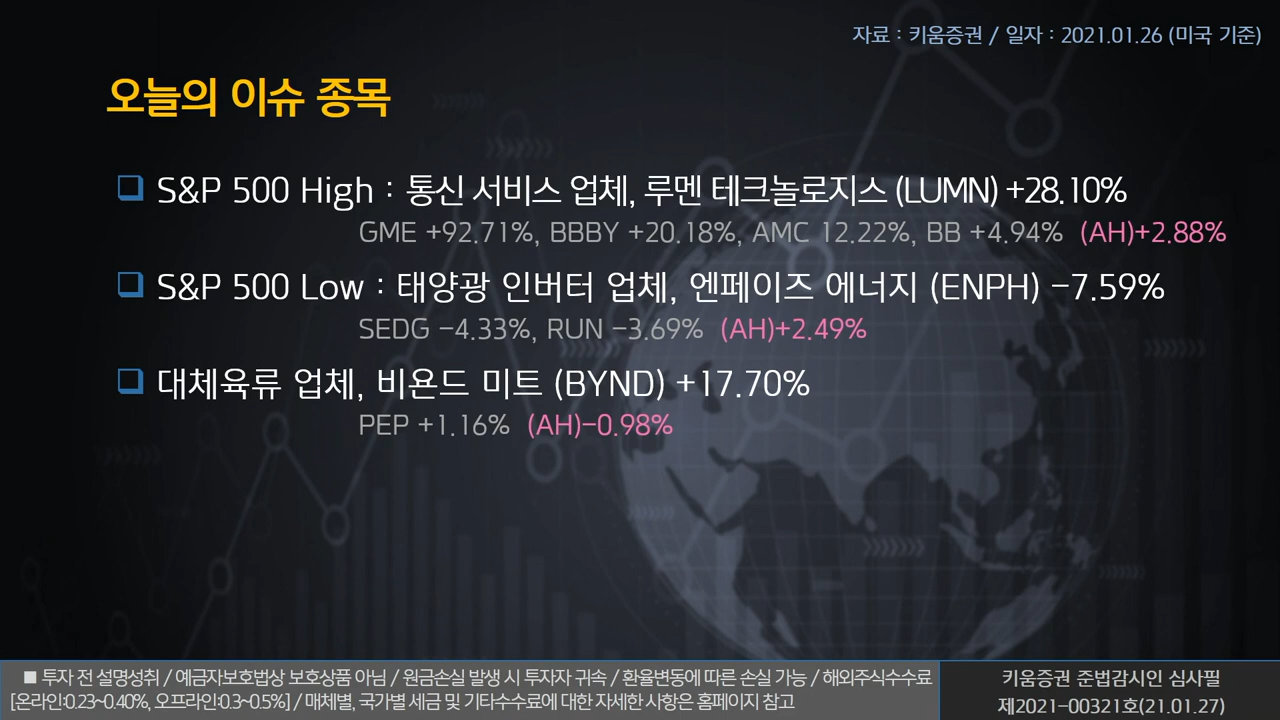 자료 : 키움증권 / 일자 : 2021.01.26 (미국 기준)
오늘의 이슈 종목
❑ S&P 500 High : 통신 서비스 업체, 루멘 테크놀로지스 (LUMN) +28.10%
GME +92.71%, BBBY +20.18%, AMC 12.22%, BB +4.94% (AH)+2.88%
❑ S&P 500 Low : 태양광 인버터 업체, 엔페이즈 에너지 (ENPH) −7.59%
SEDG −4.33%, RUN −3.69% (AH)+2.49%
❑ 대체육류 업체, 비욘드 미트 (BYND) +17.70%
PEP +1.16% (AH)−0.98%
■ 투자 전 설명성취 / 예금자보호법상 보호상품 아님 / 원금손실 발생 시 투자자 귀속 / 환율변동에 따른 손실 가능 / 해외주식수수료
[온라인:0.23~0.40%, 오프라인:0.3~0.5%] / 매체별, 국가별 세금 및 기타수수료에 대한 자세한 사항은 홈페이지 참고
키움증권 준법감시인 심사필
제2021-00321호(21.01.27)